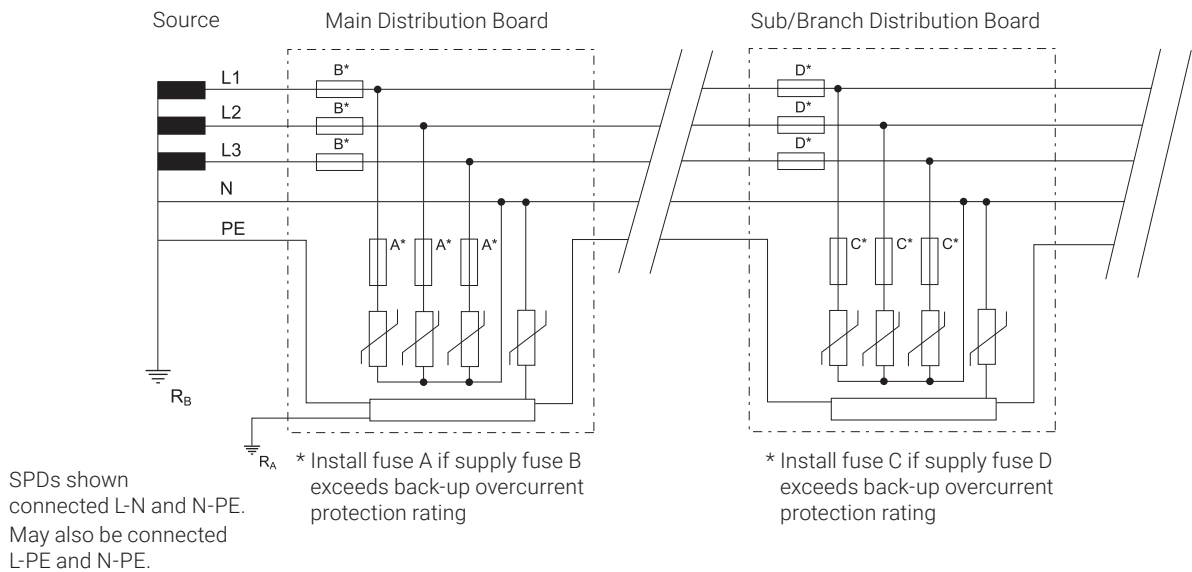 Source
Main Distribution Board
Sub/Branch Distribution Board
L1
L2
L3
N
PE
B*
B*
B*
D*
D*
D*
A*
A*
A*
C*
C*
C*
RB
RA
SPDs shown
connected L-N and N-PE.
May also be connected
L-PE and N-PE.
* Install fuse A if supply fuse B
exceeds back-up overcurrent
protection rating
* Install fuse C if supply fuse D
exceeds back-up overcurrent
protection rating